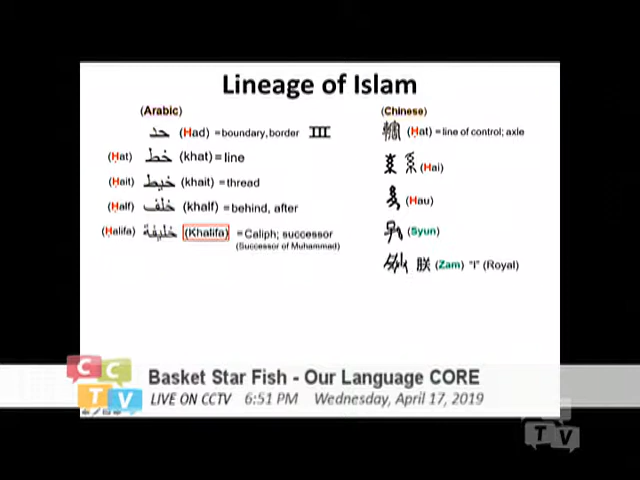 Lineage of Islam
(Arabic)
حد (Had) =boundary,border III
(Hat) خط (khat) = line
(Hait) خيط (khait) = thread
(Half) خلف (khalf) = behind, after
(Halifa) خليفة (Khalifa) =Caliph; successor
(Successor of Muhammad)
(Chinese)
(Hat) = line of control; axle
(Hai)
(Hau)
(Syun)
朕 (Zam) "I" (Royal)
CCTV
Basket Star Fish - Our Language CORE
LIVE ON CCTV 6:51 PM Wednesday, April 17, 2019
TV